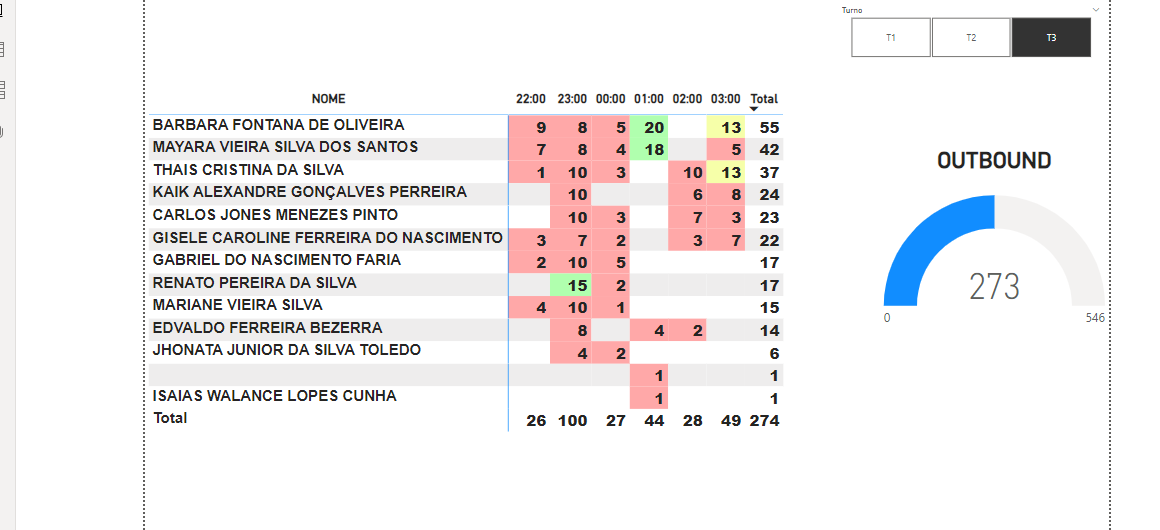 Turno
T1 T2 T3
NOME 22:00 23:00 00:00 01:00 02:00 03:00 Total
BARBARA FONTANA DE OLIVEIRA 9 8 5 20 13 55
MAYARA VIEIRA SILVA DOS SANTOS 7 8 4 18 5 42
THAIS CRISTINA DA SILVA 1 10 3 10 13 37
KAIK ALEXANDRE GONÇALVES PERREIRA 10 6 8 24
CARLOS JONES MENEZES PINTO 10 3 7 3 23
GISELE CAROLINE FERREIRA DO NASCIMENTO 3 7 2 3 7 22
GABRIEL DO NASCIMENTO FARIA 2 10 5 17
RENATO PEREIRA DA SILVA 15 2 17
MARIANE VIEIRA SILVA 4 10 1 15
EDVALDO FERREIRA BEZERRA 8 4 2 14
JHONATA JUNIOR DA SILVA TOLEDO 4 2 6
1 1
ISAIAS WALANCE LOPES CUNHA 1 1
Total 26 100 27 44 28 49 274
OUTBOUND
273
0 546